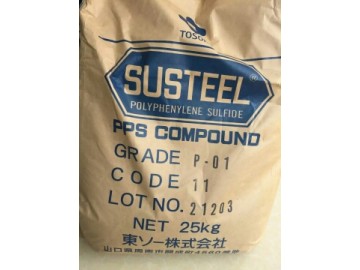 TOSOH
SUSTEEL®
POLYPHENYLENE SULFIDE
PPS COMPOUND
GRADE P-01
CODE 11
LOT NO. 21203
NET 25kg
東ソー株式会社